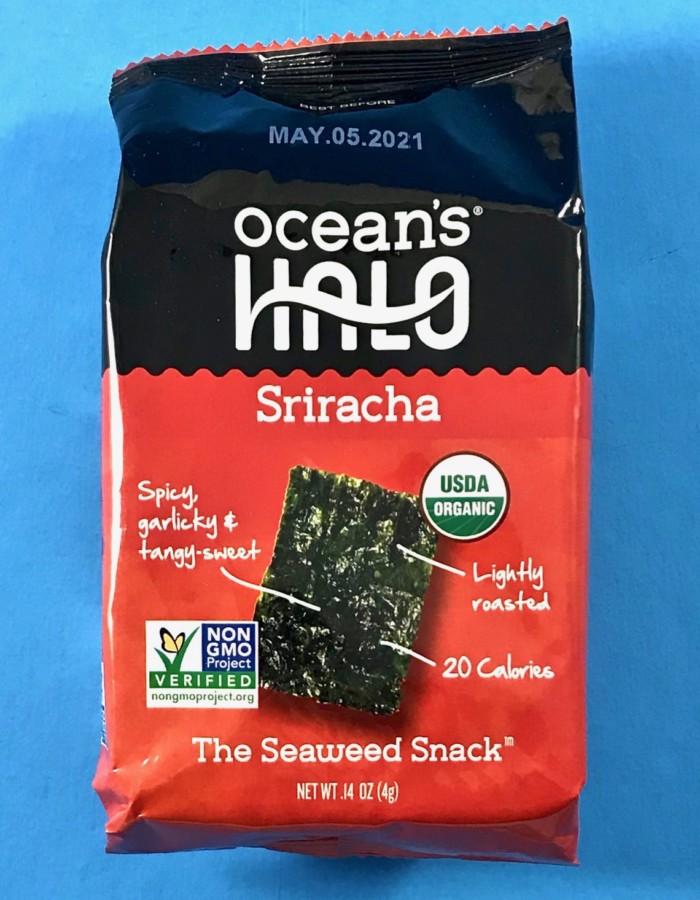 BEST BEFORE
MAY.05.2021
ocean's®
HALO
Sriracha
Spicy,
garlicky &
tangy-sweet
USDA
ORGANIC
Lightly
roasted
20 Calories
NON
GMO
Project
VERIFIED
nongmoproject.org
The Seaweed Snack™
NET WT .14 OZ (4g)